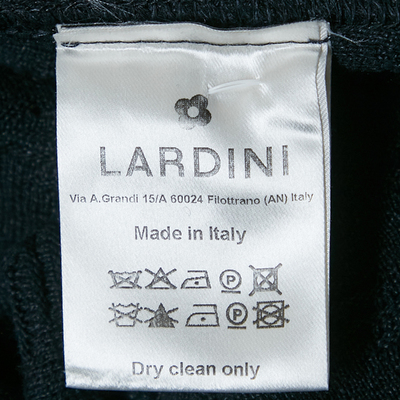 LARDINI
Via A.Grandi 15/A 60024 Filottrano (AN) Italy
Made in Italy
P
P
Dry clean only